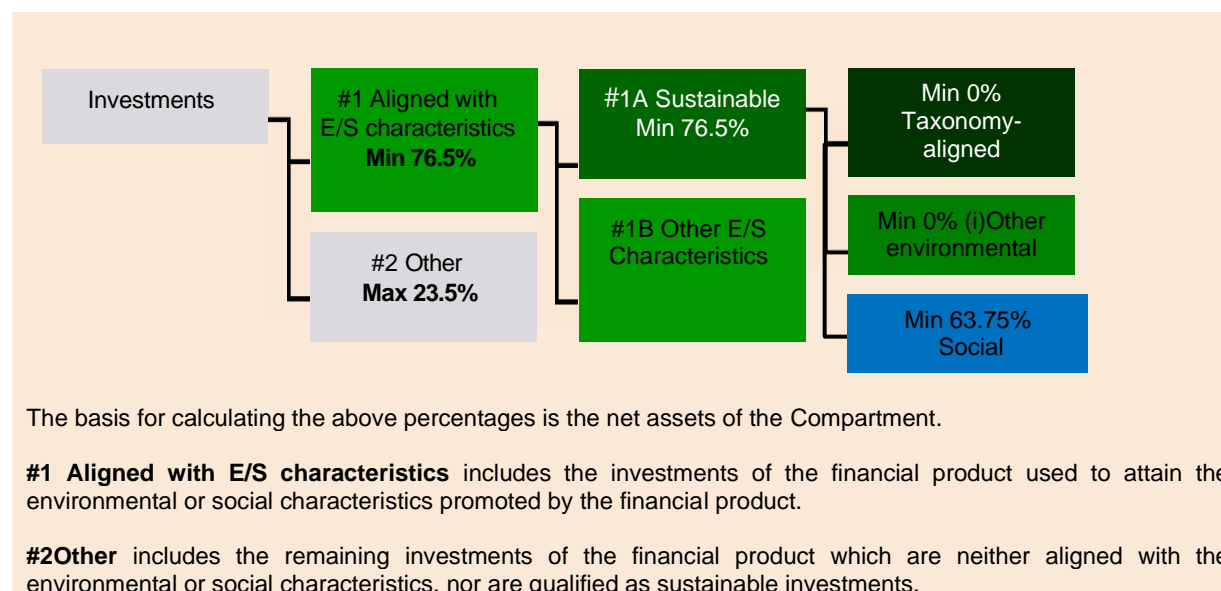 Investments
#1 Aligned with
E/S characteristics
Min 76.5%
#2 Other
Max 23.5%
#1A Sustainable
Min 76.5%
#1B Other E/S
Characteristics
Min 0%
Taxonomy-
aligned
Min 0% (i)Other
environmental
Min 63.75%
Social
The basis for calculating the above percentages is the net assets of the Compartment.
#1 Aligned with E/S characteristics includes the investments of the financial product used to attain the
environmental or social characteristics promoted by the financial product.
#2Other includes the remaining investments of the financial product which are neither aligned with the
environmental or social characteristics, nor are qualified as sustainable investments.